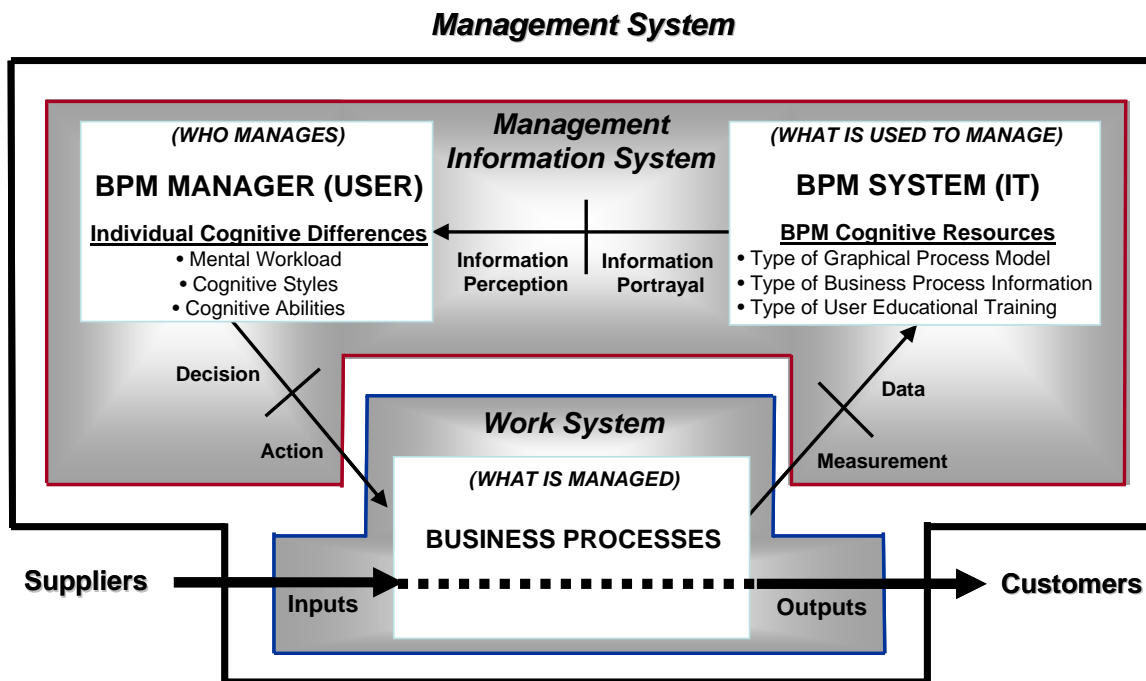 Management System
(WHO MANAGES)
BPM MANAGER (USER)
Individual Cognitive Differences
• Mental Workload
• Cognitive Styles
• Cognitive Abilities
Management
Information System
(WHAT IS USED TO MANAGE)
BPM SYSTEM (IT)
BPM Cognitive Resources
• Type of Graphical Process Model
• Type of Business Process Information
• Type of User Educational Training
Information
Perception
Information
Portrayal
Decision
Action
Data
Measurement
Work System
(WHAT IS MANAGED)
BUSINESS PROCESSES
Suppliers
Inputs
Outputs
Customers